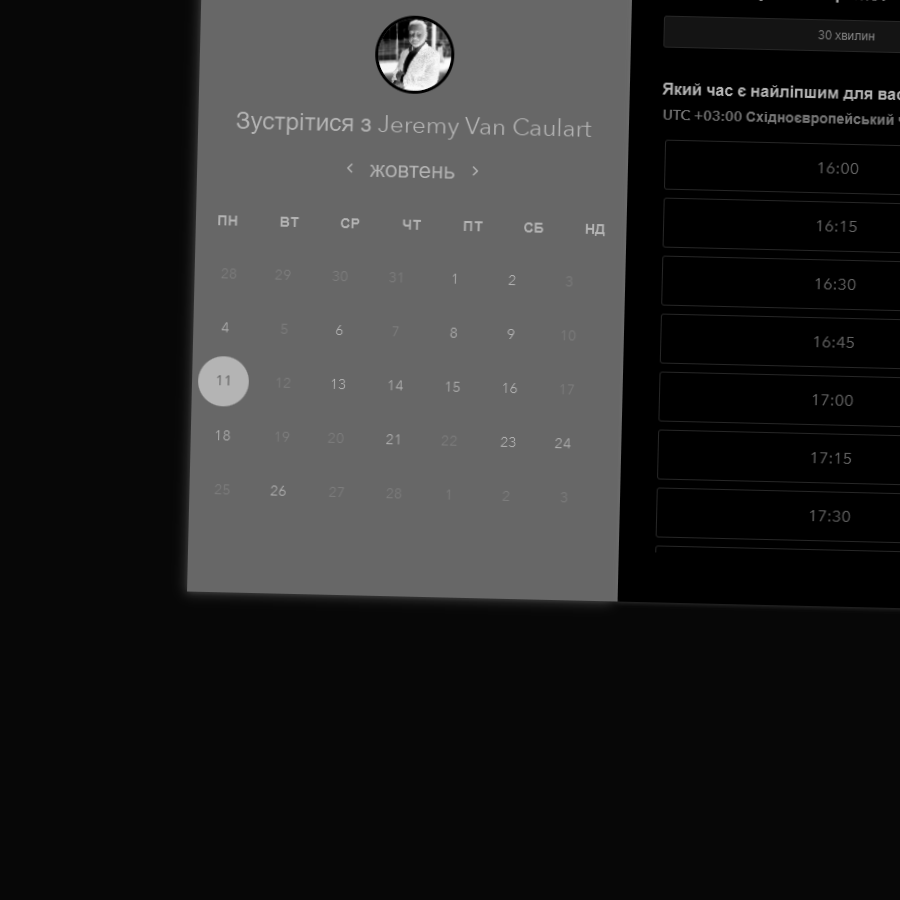 Зустрітися з Jeremy Van Caulart
‹ жовтень ›
ПН ВТ СР ЧТ ПТ СБ НД
28 29 30 31 1 2 3
4 5 6 7 8 9 10
11 12 13 14 15 16 17
18 19 20 21 22 23 24
25 26 27 28 1 2 3
30 хвилин
Який час є найліпшим для вас
UTC +03:00 Східноєвропейський
16:00
16:15
16:30
16:45
17:00
17:15
17:30